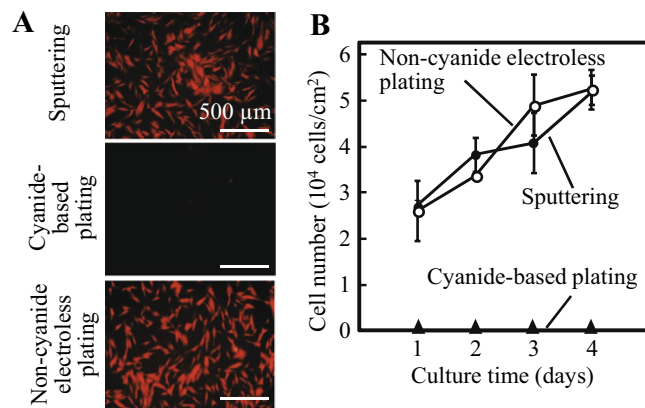 A
Sputtering
500 µm
Cyanide-
based
plating
Non-cyanide
electroless
plating
B
Cell number (10⁴ cells/cm²)
6
5
4
3
2
1
0
Non-cyanide electroless
plating
Sputtering
Cyanide-based plating
1 2 3 4
Culture time (days)